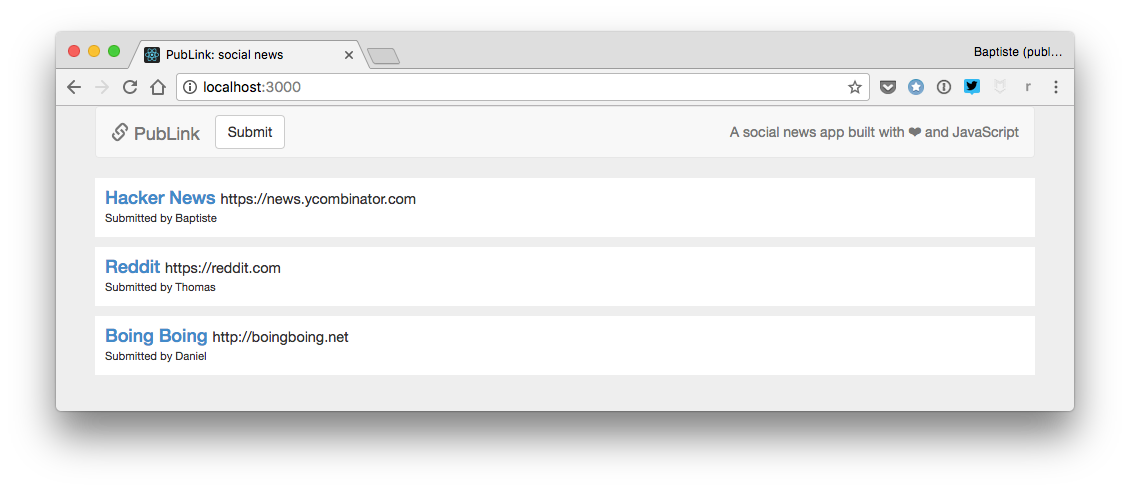 PubLink: social news
Baptiste (publ...
localhost:3000
r
PubLink
Submit
A social news app built with ❤ and JavaScript
Hacker News https://news.ycombinator.com
Submitted by Baptiste
Reddit https://reddit.com
Submitted by Thomas
Boing Boing http://boingboing.net
Submitted by Daniel